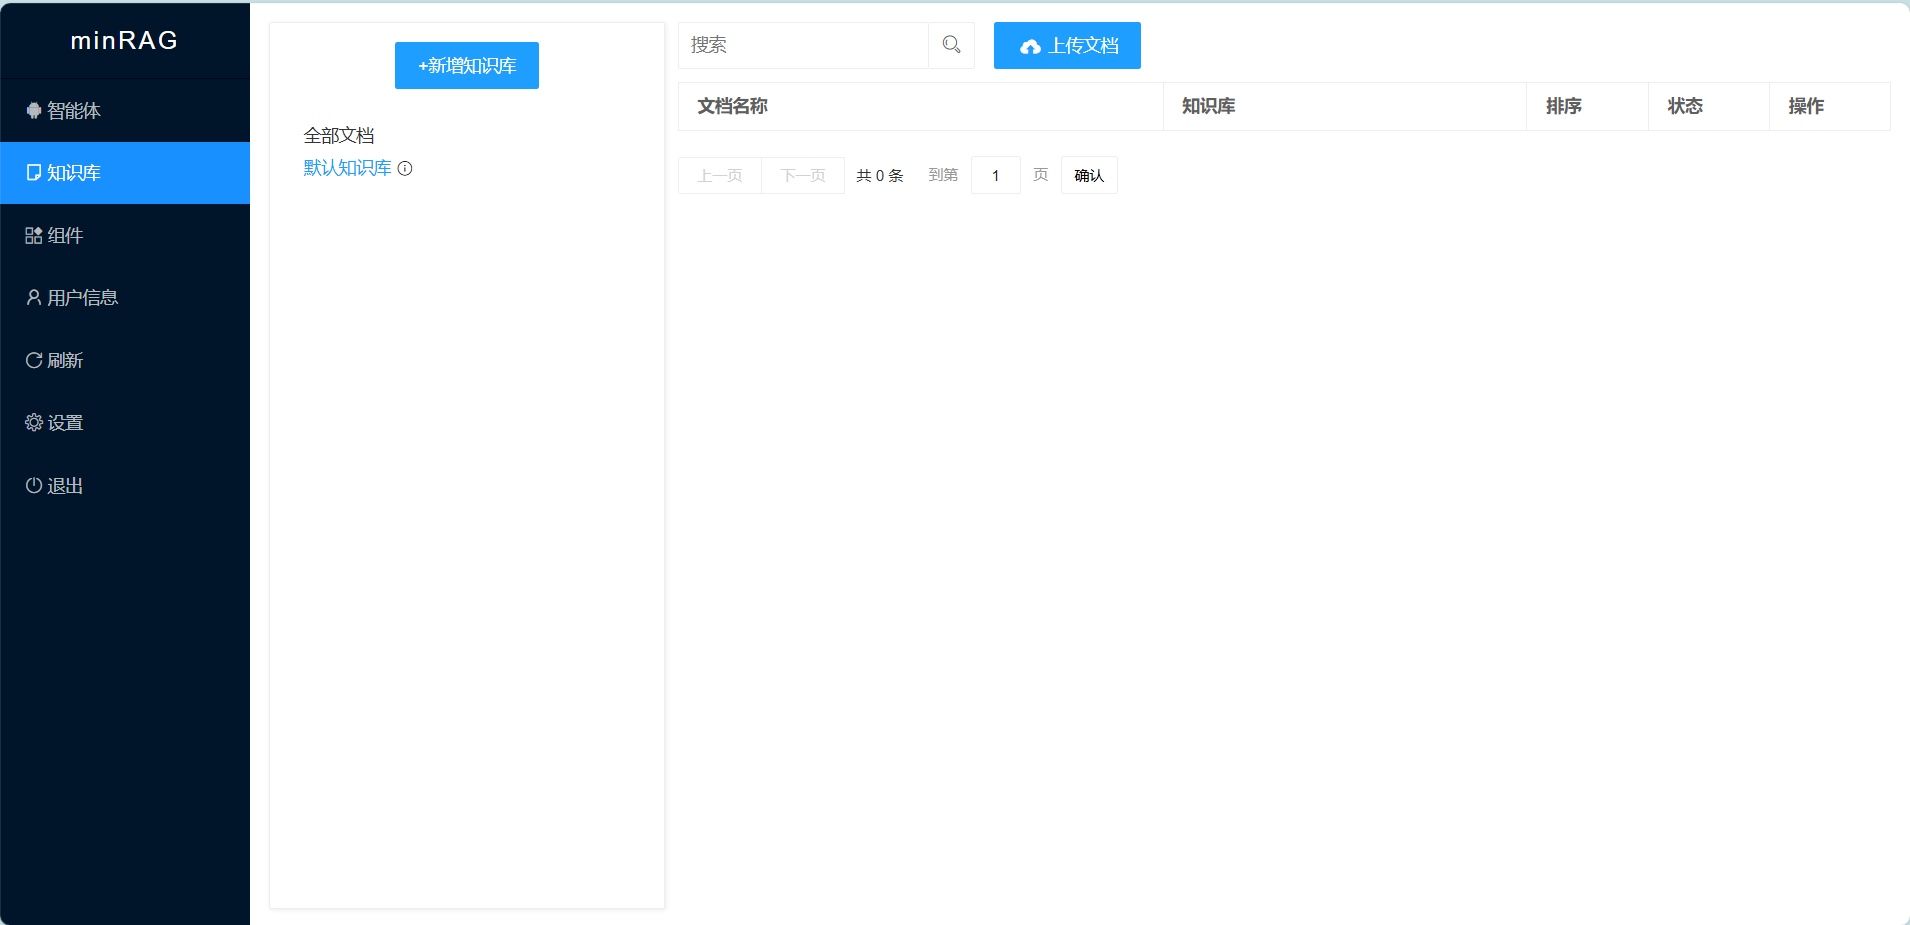 minRAG
智能体
知识库
组件
用户信息
刷新
设置
退出
+新增知识库
全部文档
默认知识库
搜索
上传文档
文档名称 知识库 排序 状态 操作
上一页 下一页 共 0 条 到第 1 页 确认